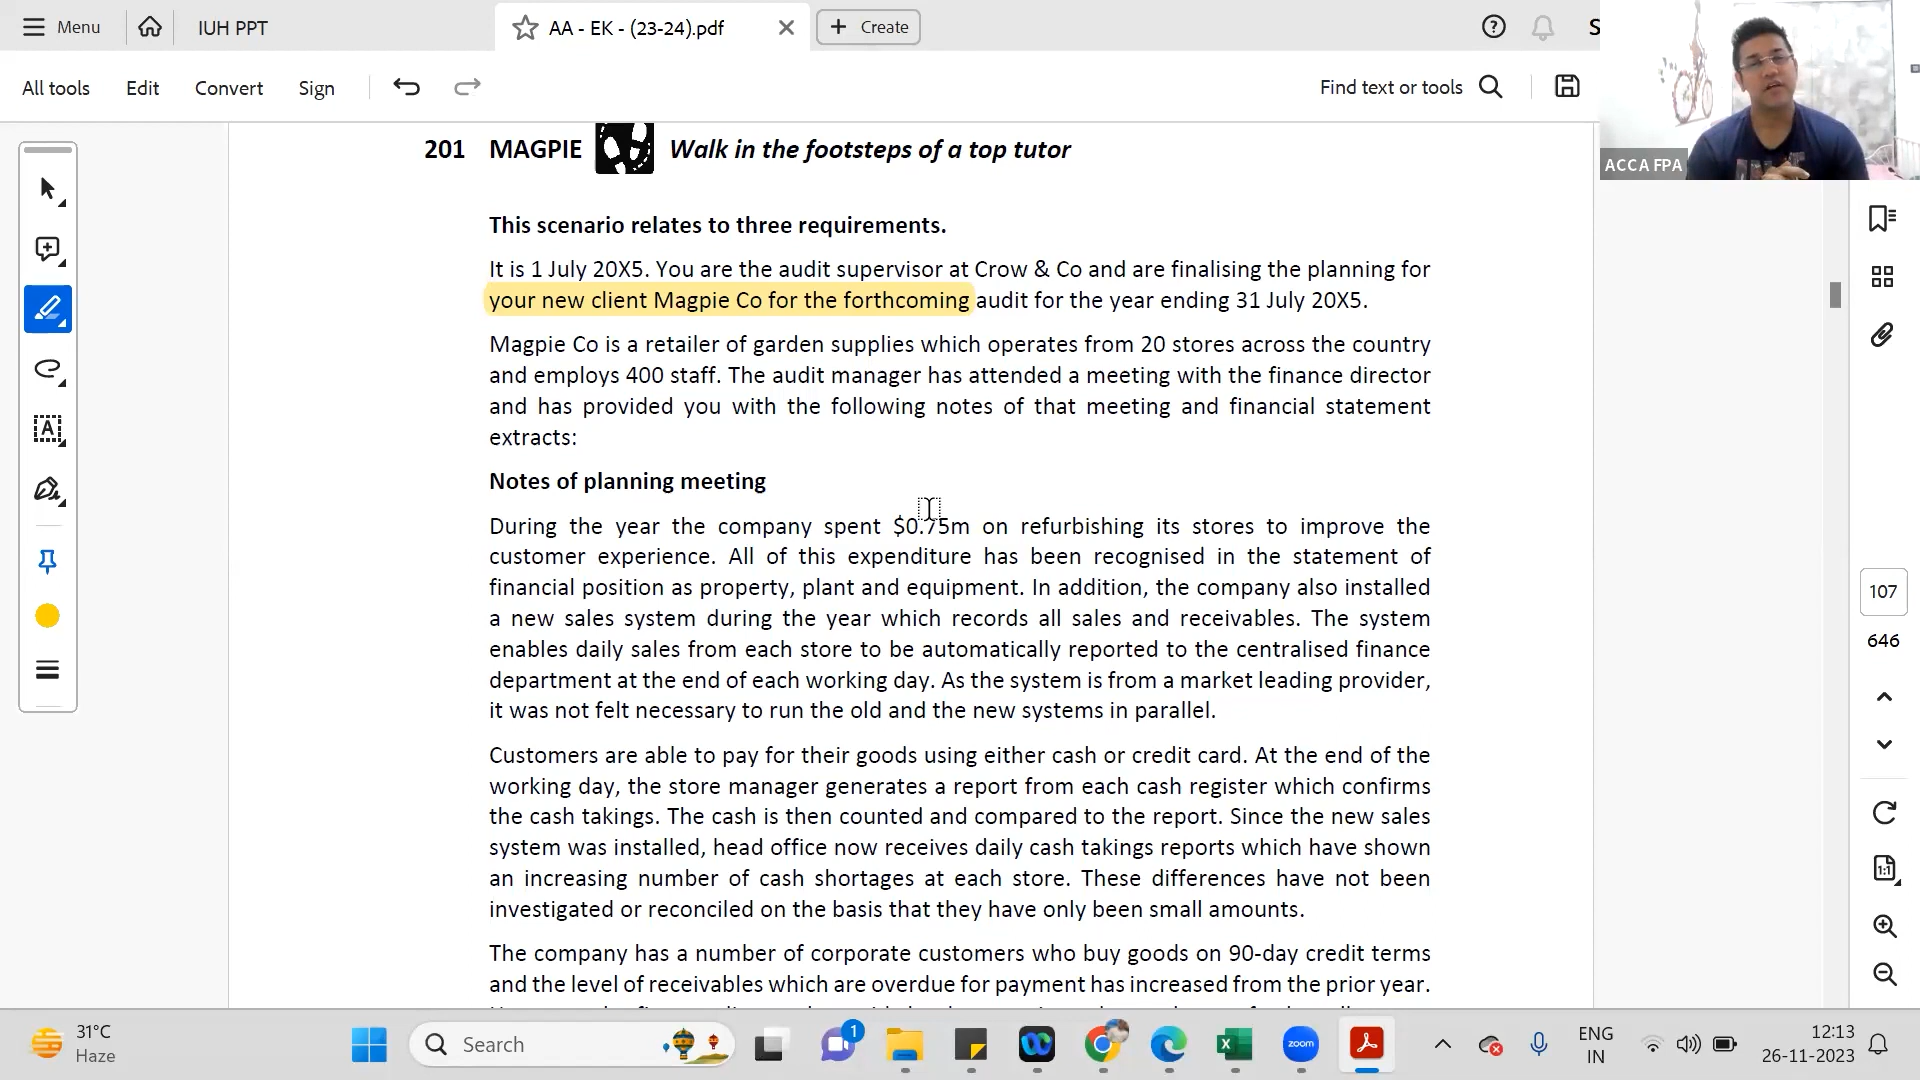 Menu
IUH PPT
AA - EK - (23-24).pdf
Create
S
All tools
Edit
Convert
Sign
Find text or tools
ACCA FPA
201 MAGPIE Walk in the footsteps of a top tutor
This scenario relates to three requirements.
It is 1 July 20X5. You are the audit supervisor at Crow & Co and are finalising the planning for
your new client Magpie Co for the forthcoming audit for the year ending 31 July 20X5.
Magpie Co is a retailer of garden supplies which operates from 20 stores across the country
and employs 400 staff. The audit manager has attended a meeting with the finance director
and has provided you with the following notes of that meeting and financial statement
extracts:
Notes of planning meeting
During the year the company spent $0.75m on refurbishing its stores to improve the
customer experience. All of this expenditure has been recognised in the statement of
financial position as property, plant and equipment. In addition, the company also installed
a new sales system during the year which records all sales and receivables. The system
enables daily sales from each store to be automatically reported to the centralised finance
department at the end of each working day. As the system is from a market leading provider,
it was not felt necessary to run the old and the new systems in parallel.
Customers are able to pay for their goods using either cash or credit card. At the end of the
working day, the store manager generates a report from each cash register which confirms
the cash takings. The cash is then counted and compared to the report. Since the new sales
system was installed, head office now receives daily cash takings reports which have shown
an increasing number of cash shortages at each store. These differences have not been
investigated or reconciled on the basis that they have only been small amounts.
The company has a number of corporate customers who buy goods on 90-day credit terms
and the level of receivables which are overdue for payment has increased from the prior year.
107
646
1:1
31°C
Haze
Search
1
zoom
ENG
IN
12:13
26-11-2023